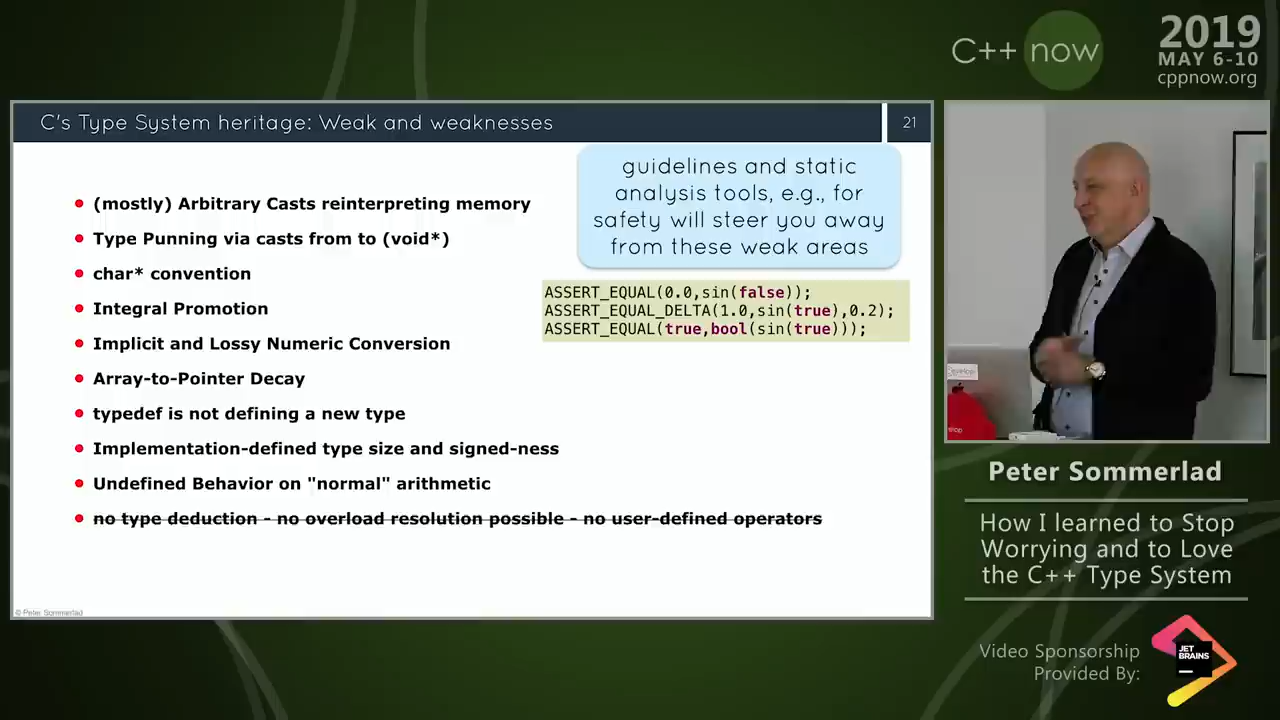 C++ now
2019
MAY 6-10
cppnow.org
C's Type System heritage: Weak and weaknesses
21
guidelines and static
analysis tools, e.g., for
safety will steer you away
from these weak areas
(mostly) Arbitrary Casts reinterpreting memory
Type Punning via casts from to (void*)
char* convention
Integral Promotion
Implicit and Lossy Numeric Conversion
Array-to-Pointer Decay
typedef is not defining a new type
Implementation-defined type size and signed-ness
Undefined Behavior on "normal" arithmetic
no type deduction - no overload resolution possible - no user-defined operators
ASSERT_EQUAL(0.0,sin(false));
ASSERT_EQUAL_DELTA(1.0,sin(true),0.2);
ASSERT_EQUAL(true,bool(sin(true)));
© Peter Sommerlad
Peter Sommerlad
How I learned to Stop
Worrying and to Love
the C++ Type System
Video Sponsorship
Provided By:
JET
BRAINS